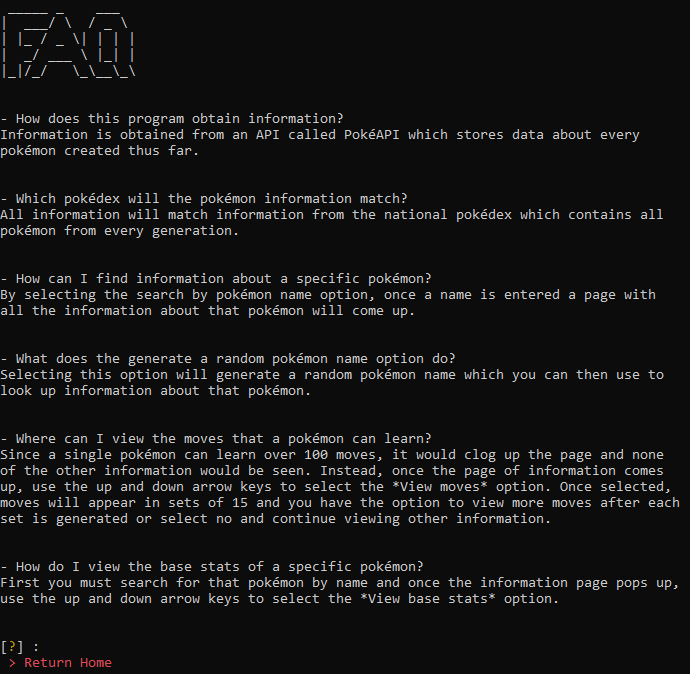 FAQ
- How does this program obtain information?
Information is obtained from an API called PokéAPI which stores data about every
pokémon created thus far.
- Which pokédex will the pokémon information match?
All information will match information from the national pokédex which contains all
pokémon from every generation.
- How can I find information about a specific pokémon?
By selecting the search by pokémon name option, once a name is entered a page with
all the information about that pokémon will come up.
- What does the generate a random pokémon name option do?
Selecting this option will generate a random pokémon name which you can then use to
look up information about that pokémon.
- Where can I view the moves that a pokémon can learn?
Since a single pokémon can learn over 100 moves, it would clog up the page and none
of the other information would be seen. Instead, once the page of information comes
up, use the up and down arrow keys to select the *View moves* option. Once selected,
moves will appear in sets of 15 and you have the option to view more moves after each
set is generated or select no and continue viewing other information.
- How do I view the base stats of a specific pokémon?
First you must search for that pokémon by name and once the information page pops up,
use the up and down arrow keys to select the *View base stats* option.
[?] :
> Return Home